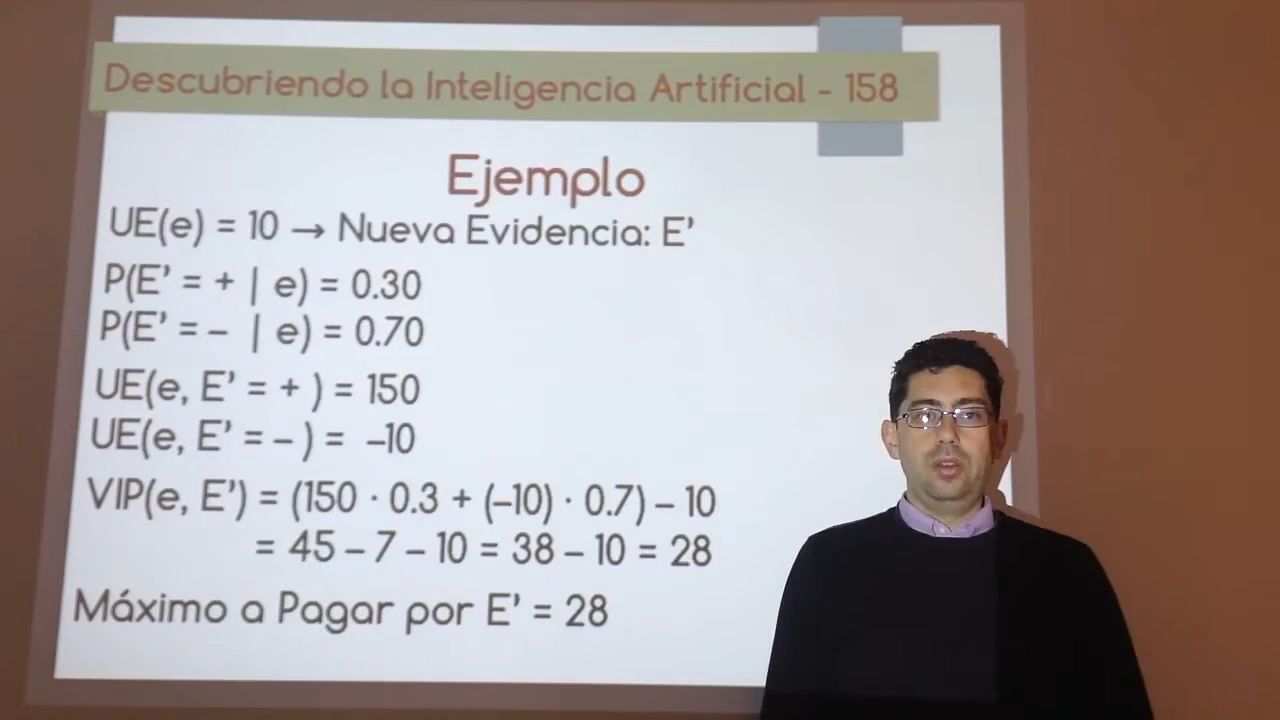 Descubriendo la Inteligencia Artificial - 158
Ejemplo
UE(e) = 10 → Nueva Evidencia: E'
P(E' = + | e) = 0.30
P(E' = – | e) = 0.70
UE(e, E' = + ) = 150
UE(e, E' = – ) = –10
VIP(e, E') = (150 · 0.3 + (–10) · 0.7) – 10
= 45 – 7 – 10 = 38 – 10 = 28
Máximo a Pagar por E' = 28